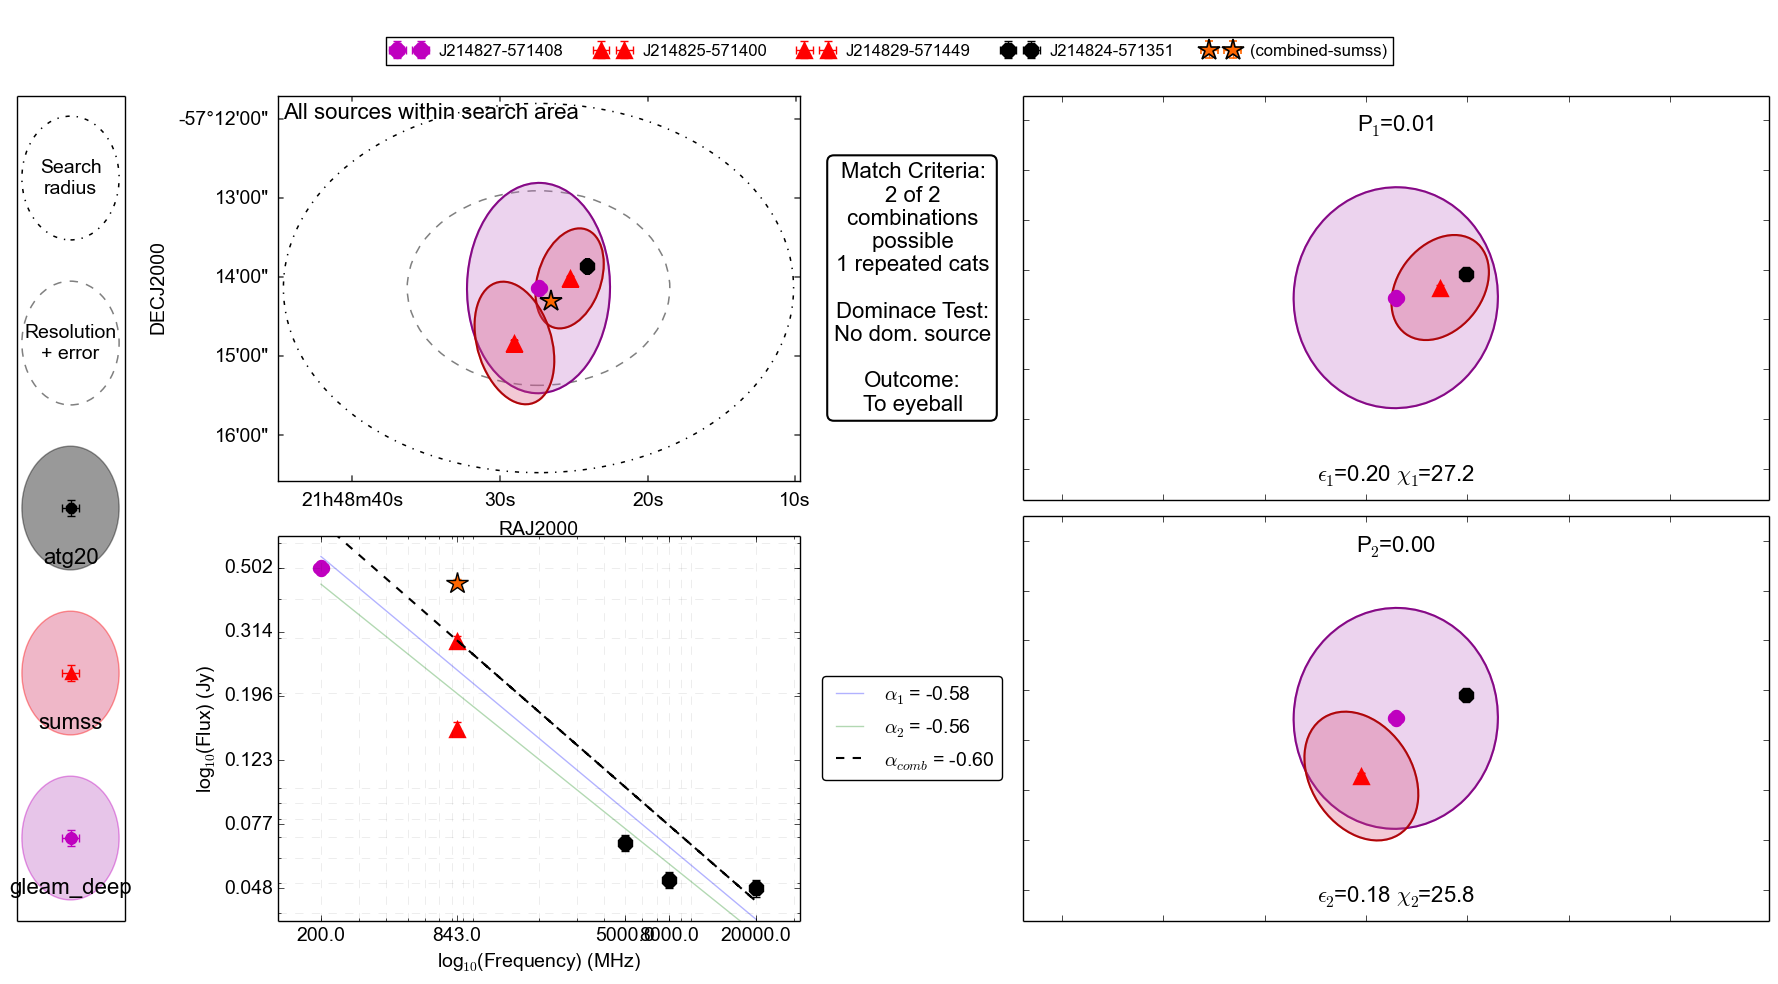 J214827-571408 J214825-571400 J214829-571449 J214824-571351 (combined-sumss)
Search
radius
Resolution
+ error
atg20
sumss
gleam_deep
All sources within search area
-57°12'00"
13'00"
14'00"
15'00"
16'00"
DECJ2000
21h48m40s 30s 20s 10s
RAJ2000
Match Criteria:
2 of 2
combinations
possible
1 repeated cats
Dominace Test:
No dom. source
Outcome:
To eyeball
P1=0.01
ϵ1=0.20 χ1=27.2
0.502
0.314
0.196
0.123
0.077
0.048
log10(Flux) (Jy)
200.0 843.0 5000.0 8000.0 20000.0
log10(Frequency) (MHz)
α1 = -0.58
α2 = -0.56
αcomb = -0.60
P2=0.00
ϵ2=0.18 χ2=25.8